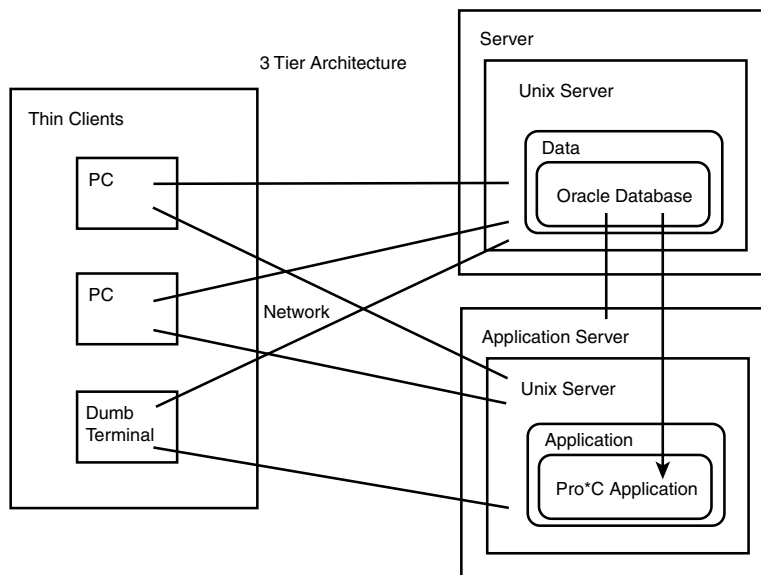 3 Tier Architecture
Thin Clients
PC
PC
Dumb
Terminal
Network
Server
Unix Server
Data
Oracle Database
Application Server
Unix Server
Application
Pro*C Application